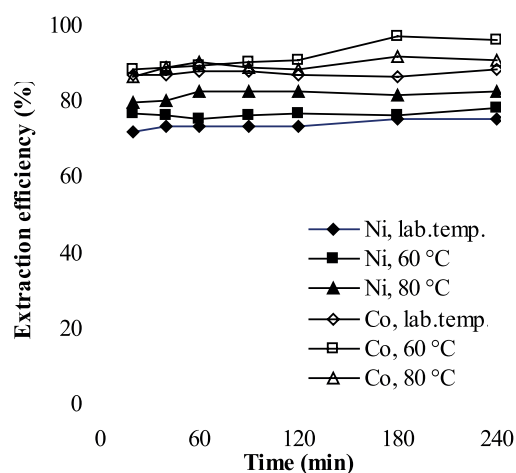 Extraction efficiency (%)
100
80
60
40
20
0
Ni, lab.temp.
Ni, 60 °C
Ni, 80 °C
Co, lab.temp.
Co, 60 °C
Co, 80 °C
0 60 120 180 240
Time (min)